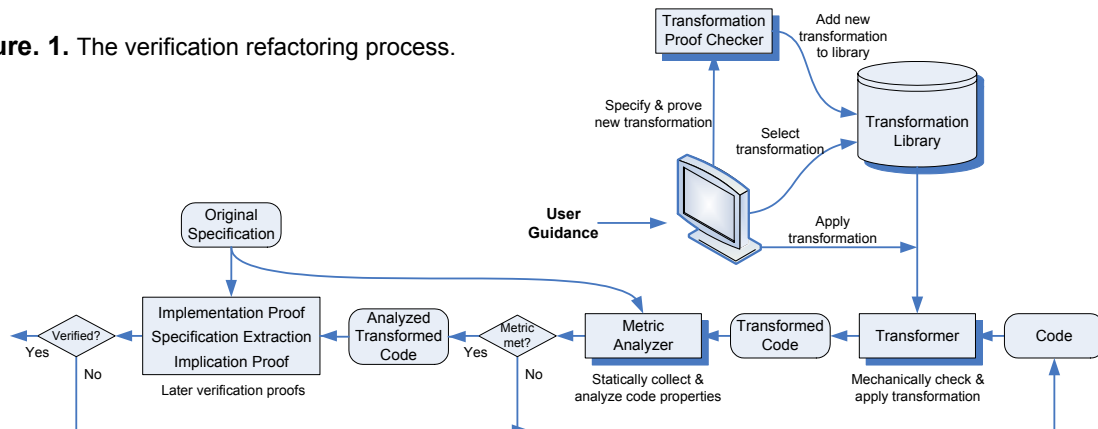 ure. 1. The verification refactoring process.
Transformation
Proof Checker
Add new
transformation
to library
Specify & prove
new transformation
Select
transformation
Transformation
Library
User
Guidance
Apply
transformation
Original
Specification
Verified?
Yes
No
Implementation Proof
Specification Extraction
Implication Proof
Later verification proofs
Analyzed
Transformed
Code
Metric
met?
Yes
No
Metric
Analyzer
Statically collect &
analyze code properties
Transformed
Code
Transformer
Mechanically check &
apply transformation
Code